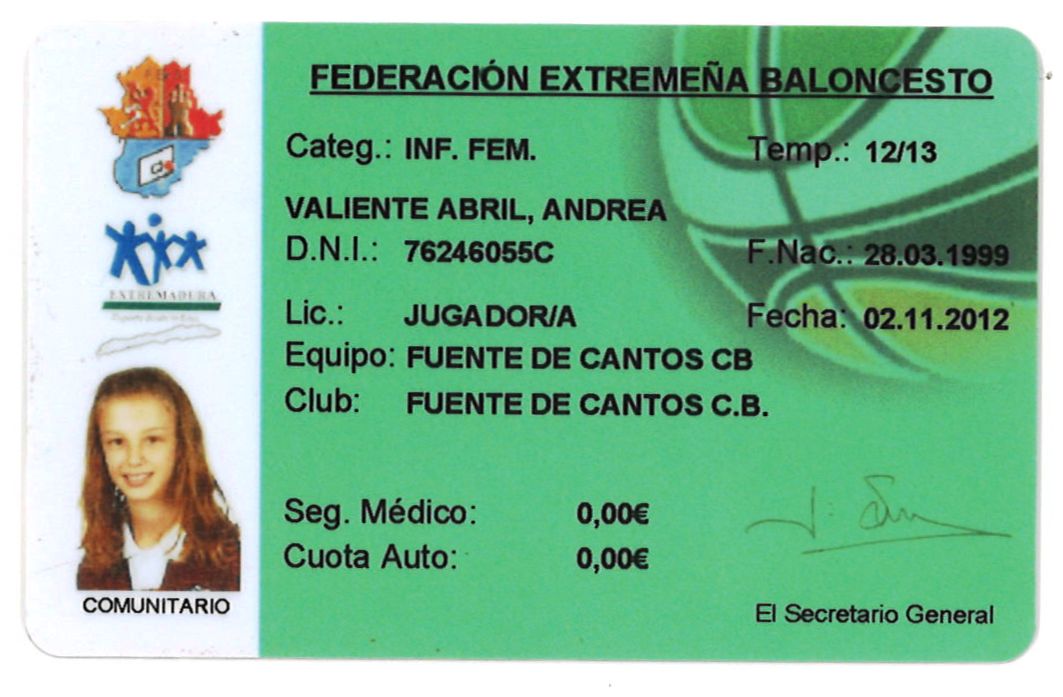 FEDERACIÓN EXTREMEÑA BALONCESTO
Categ.: INF. FEM. Temp.: 12/13
VALIENTE ABRIL, ANDREA
D.N.I.: 76246055C F.Nac.: 28.03.1999
Lic.: JUGADOR/A Fecha: 02.11.2012
Equipo: FUENTE DE CANTOS CB
Club: FUENTE DE CANTOS C.B.
Seg. Médico: 0,00€
Cuota Auto: 0,00€
El Secretario General
EXTREMADURA
COMUNITARIO